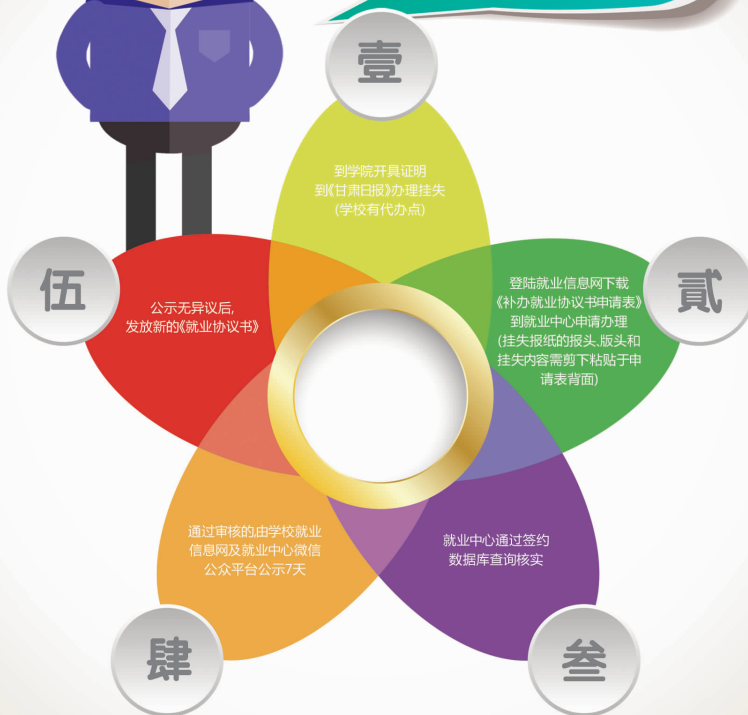 壹
到学院开具证明
到《甘肃日报》办理挂失
(学校有代办点)
貳
登陆就业信息网下载
《补办就业协议书申请表》
到就业中心申请办理
(挂失报纸的报头、版头和
挂失内容需剪下粘贴于申
请表背面)
叁
就业中心通过签约
数据库查询核实
肆
通过审核的,由学校就业
信息网及就业中心微信
公众平台公示7天
伍
公示无异议后,
发放新的《就业协议书》